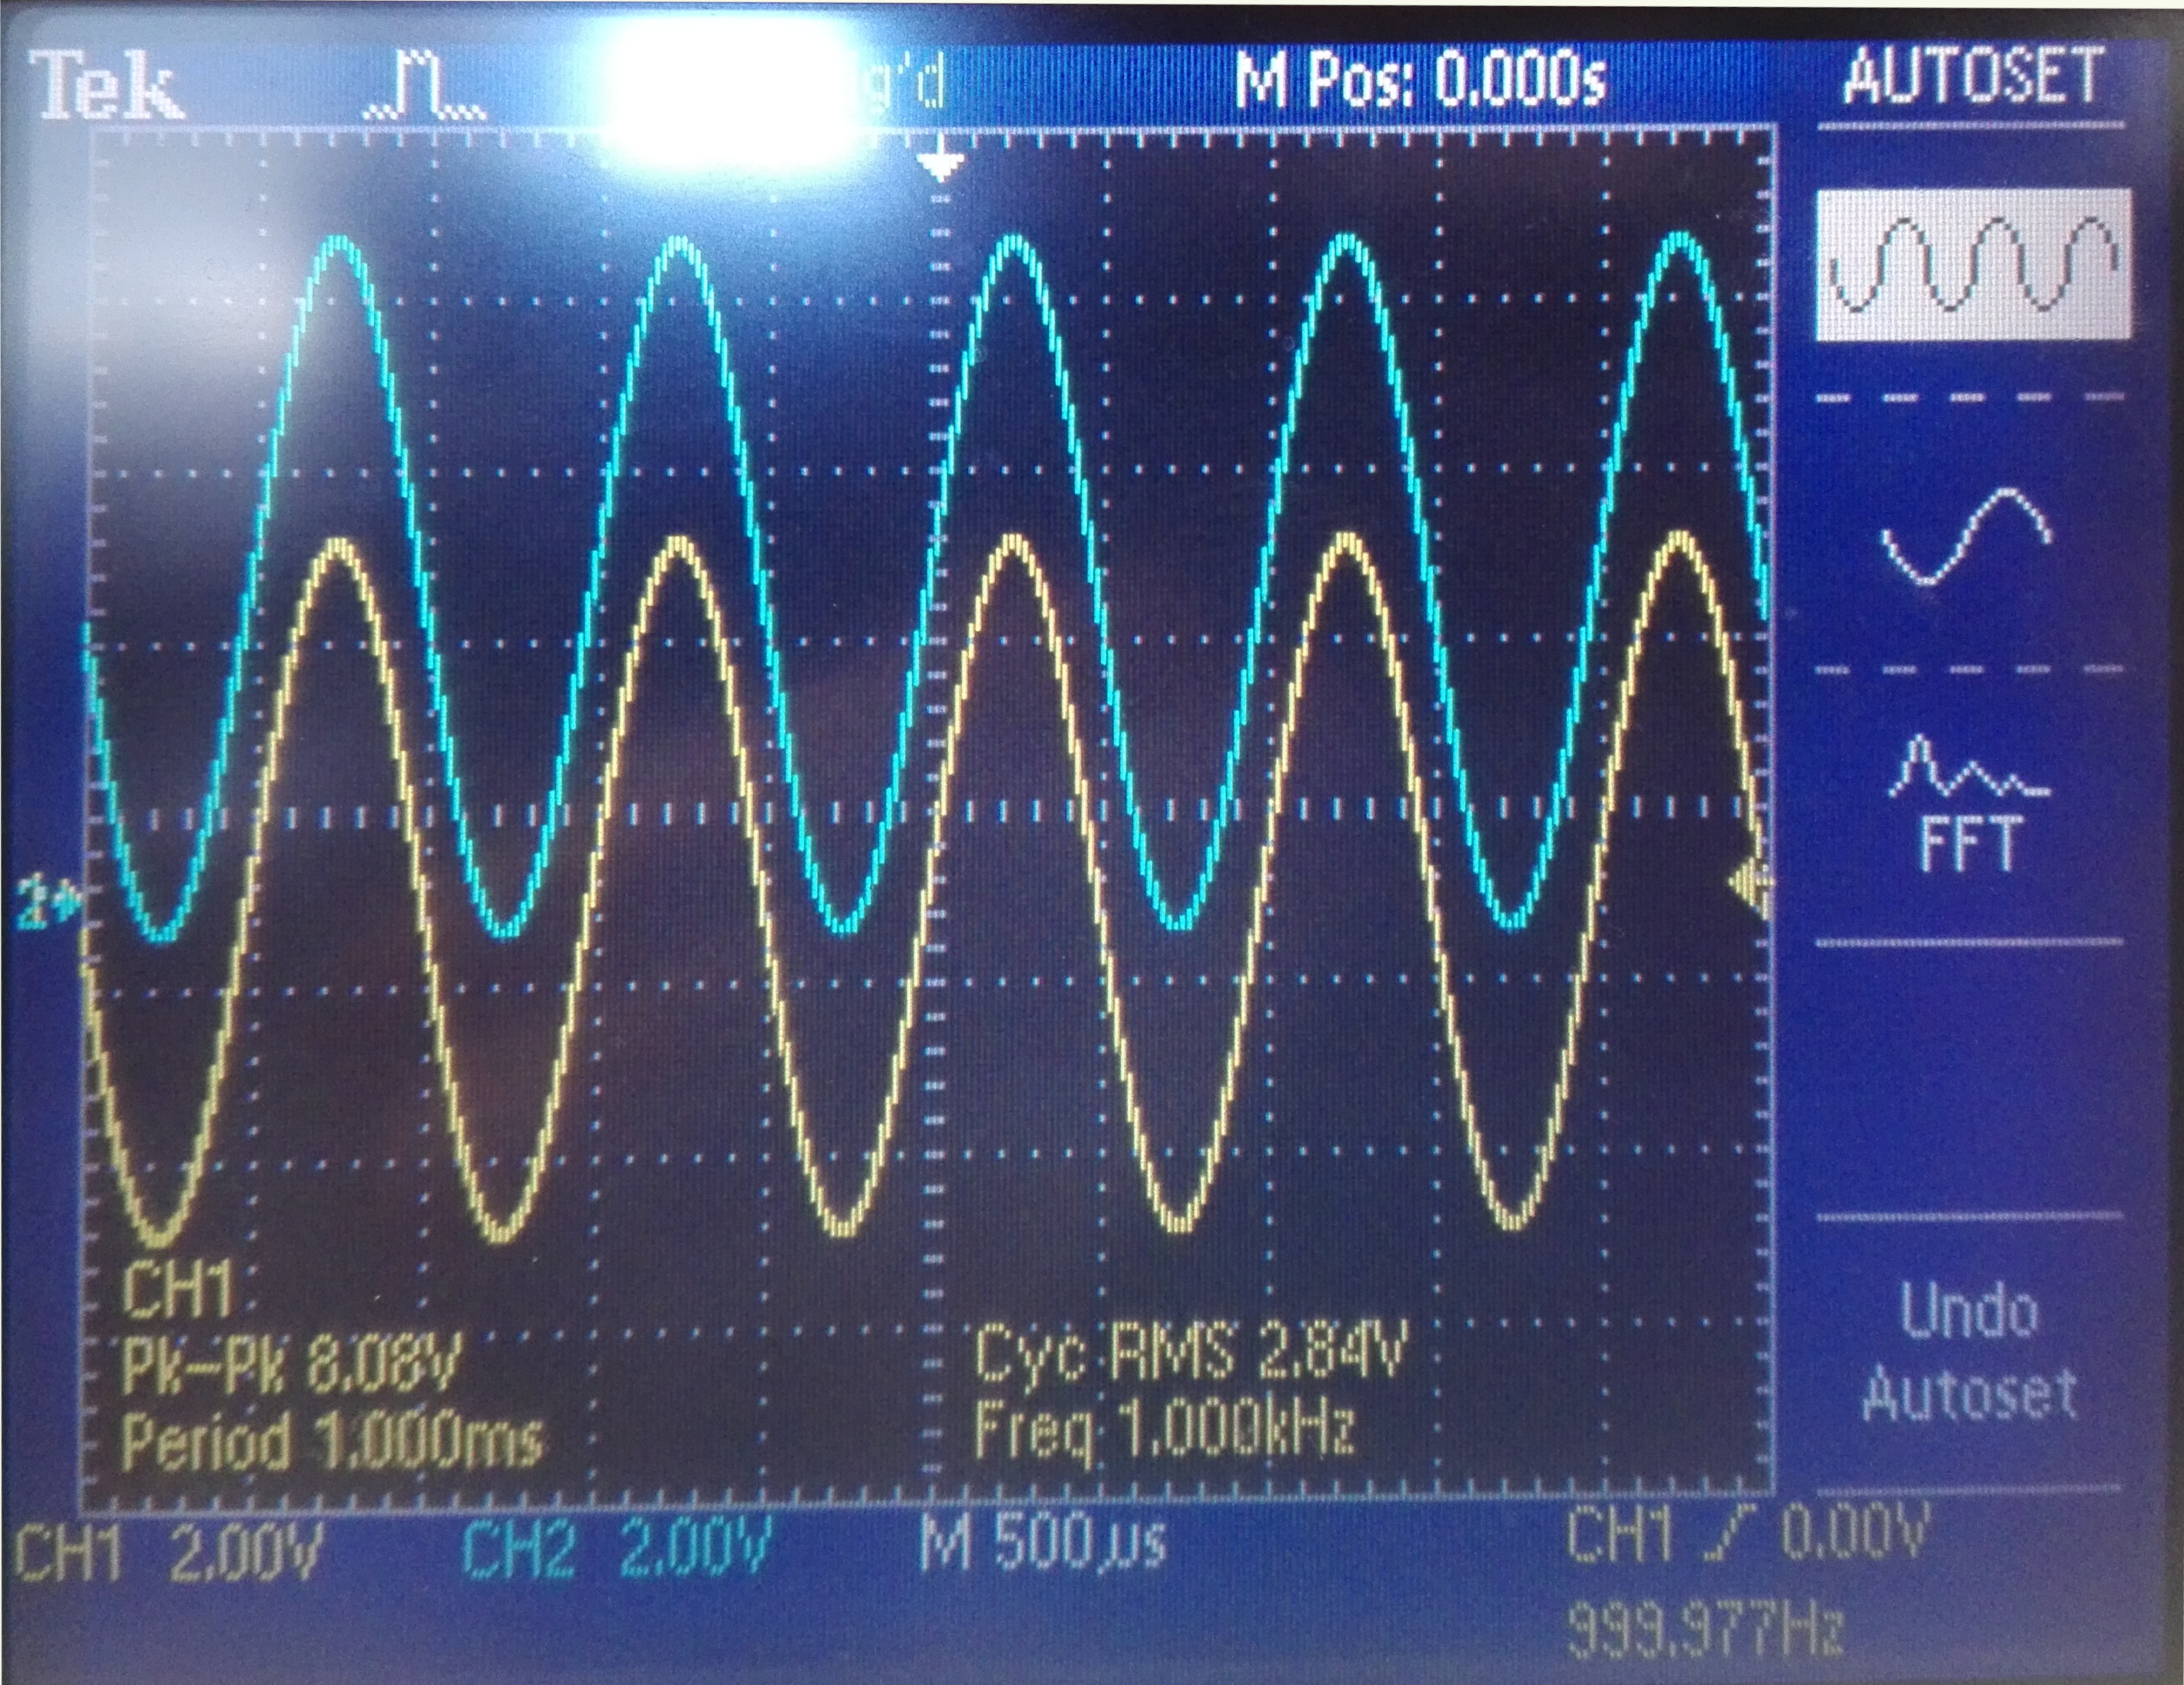 Tek g'd M Pos: 0.000s AUTOSET
2
FFT
CH1
Pk-Pk 8.08V Cyc RMS 2.84V
Period 1.000ms Freq 1.000kHz
Undo
Autoset
CH1 2.00V CH2 2.00V M 500µs CH1 0.00V
999.977Hz